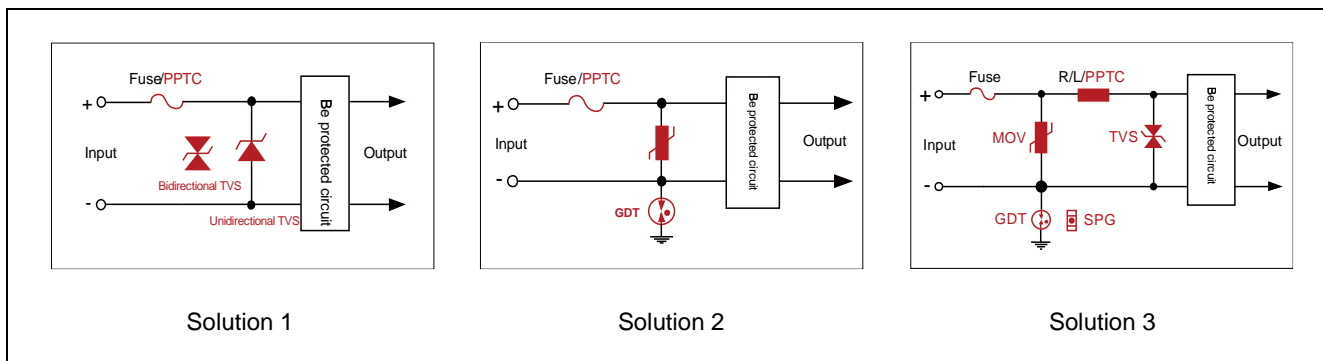 Fuse/PPTC
+
Input
-
Bidirectional TVS
Unidirectional TVS
Be protected circuit
Output
Solution 1
Fuse/PPTC
+
Input
-
GDT
Be protected circuit
Output
Solution 2
Fuse
R/L/PPTC
+
Input
-
MOV
TVS
GDT
SPG
Be protected circuit
Output
Solution 3